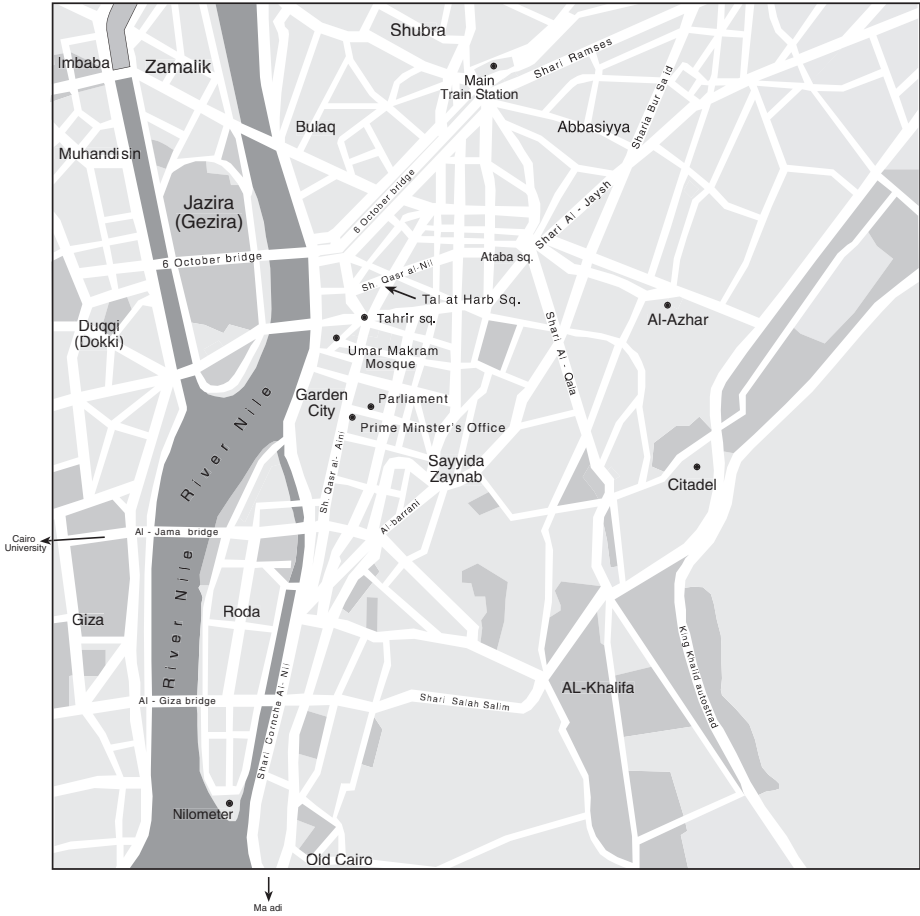 Shubra
Imbaba
Zamalik
Shari Ramses
Main
Train Station
Sharia Bur Sa id
Bulaq
Abbasiyya
Muhandisin
Jazira
(Gezira)
6 October bridge
Shari Al - Jaysh
6 October bridge
Ataba sq.
Sh. Qasr al-Nil
Tal at Harb Sq.
Tahrir sq.
Al-Azhar
Duqqi
(Dokki)
Umar Makram
Mosque
Shari Al - Qala
Garden
City
Parliament
Prime Minster's Office
River Nile
Sh. Qasr al- Aini
Sayyida
Zaynab
Citadel
Al-barrani
Al - Jama bridge
Cairo
University
River Nile
Roda
Giza
King Khalid autostrad
AL-Khalifa
Al - Giza bridge
Shari Salah Salim
Shari Corncha Al- Nil
Nilometer
Old Cairo
Ma adi